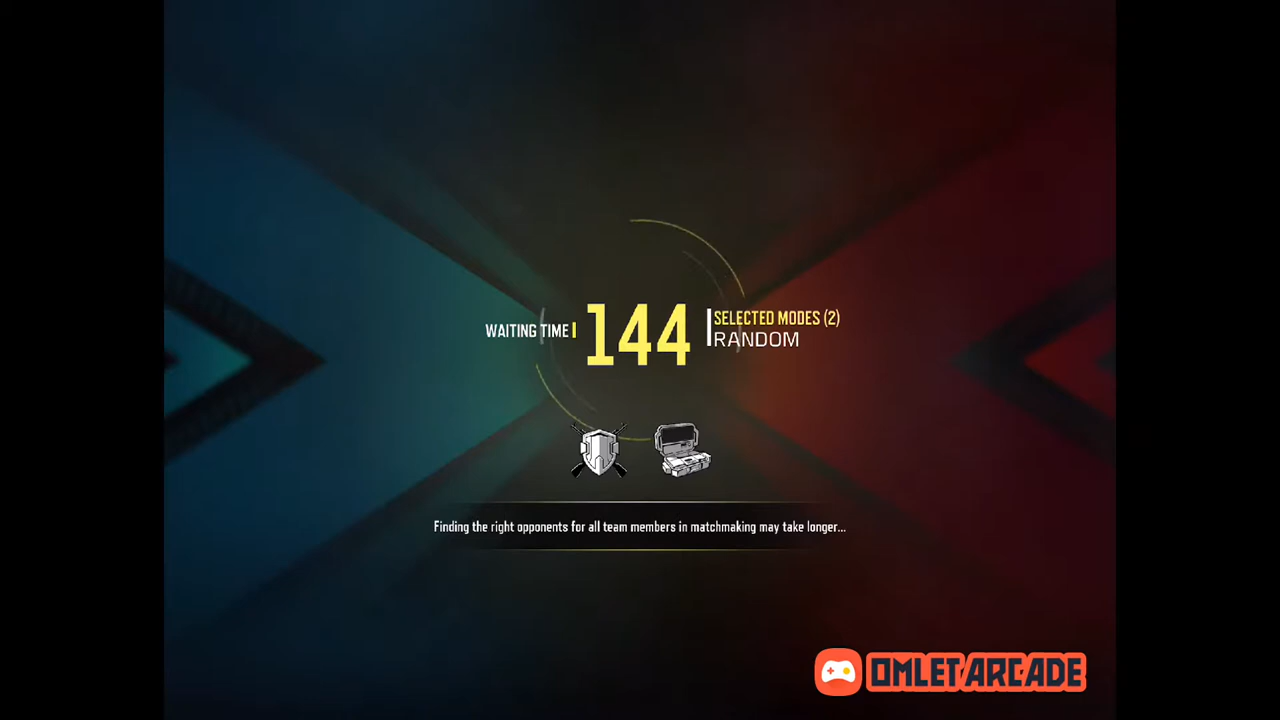 WAITING TIME
144
SELECTED MODES (2)
RANDOM
Finding the right opponents for all team members in matchmaking may take longer...
OMLET ARCADE